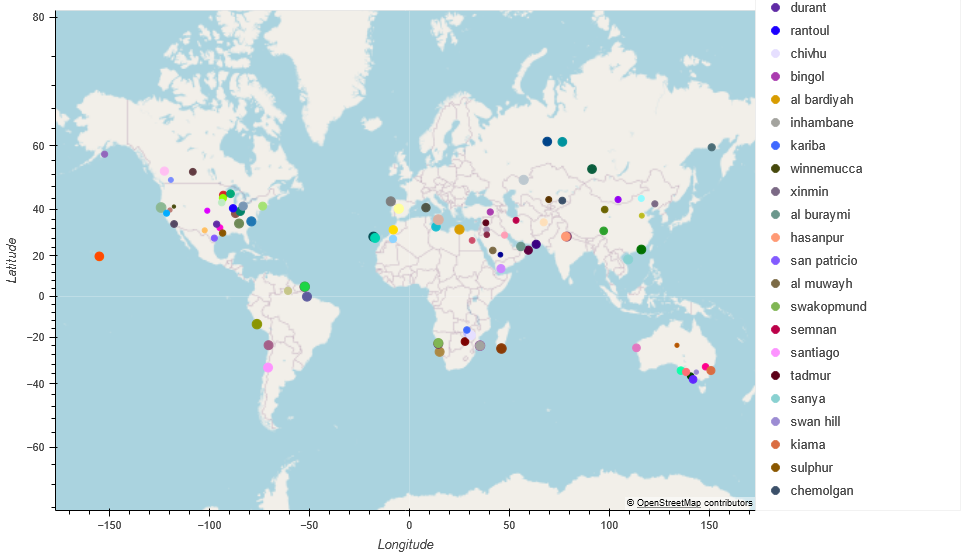 80
60
40
20
0
−20
−40
−60
Latitude
−150
−100
−50
0
50
100
150
Longitude
© OpenStreetMap contributors
durant
rantoul
chivhu
bingol
al bardiyah
inhambane
kariba
winnemucca
xinmin
al buraymi
hasanpur
san patricio
al muwayh
swakopmund
semnan
santiago
tadmur
sanya
swan hill
kiama
sulphur
chemolgan